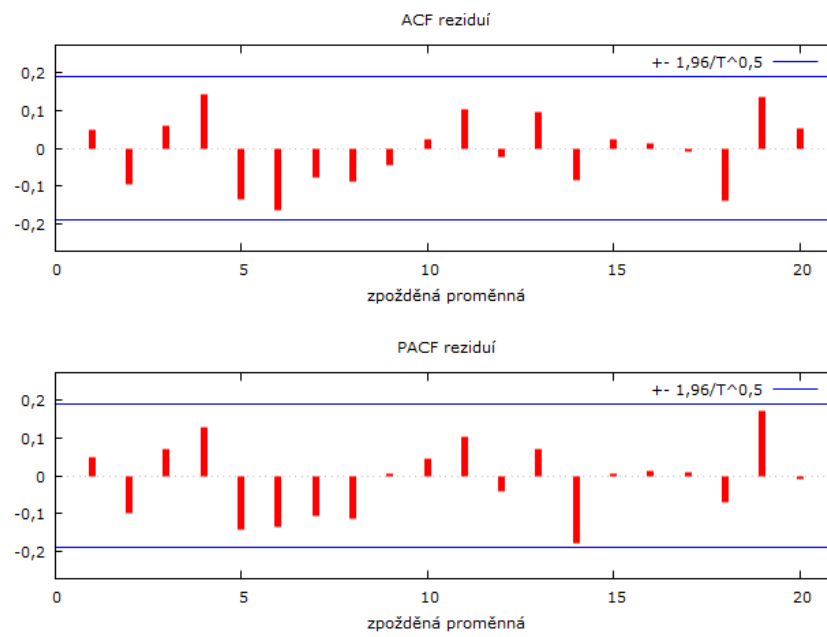 ACF reziduí
+- 1,96/T^0,5
0,2
0,1
0
-0,1
-0,2
0 5 10 15 20
zpožděná proměnná
PACF reziduí
+- 1,96/T^0,5
0,2
0,1
0
-0,1
-0,2
0 5 10 15 20
zpožděná proměnná